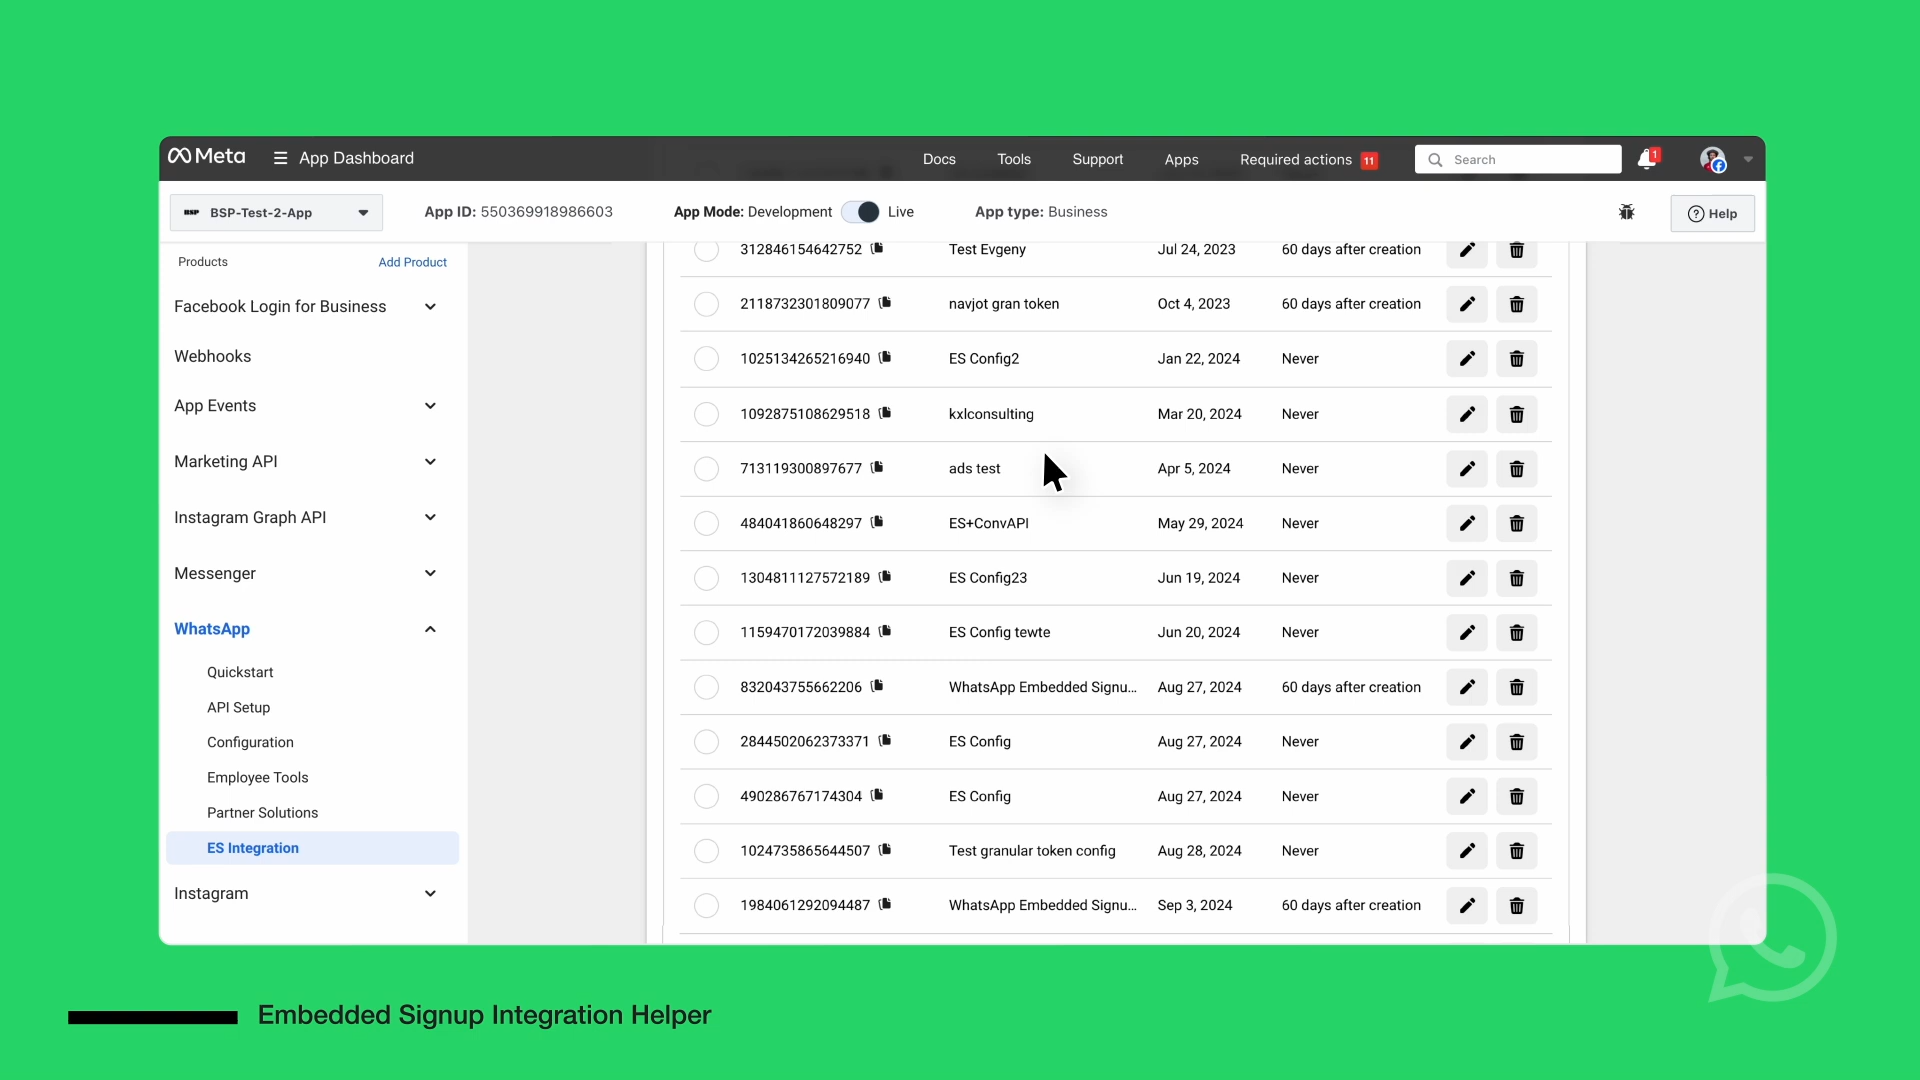 Meta
App Dashboard
Docs
Tools
Support
Apps
Required actions 11
Search
1
BSP BSP-Test-2-App
App ID: 550369918986603
App Mode: Development Live
App type: Business
Help
Products
Add Product
Facebook Login for Business
Webhooks
App Events
Marketing API
Instagram Graph API
Messenger
WhatsApp
Quickstart
API Setup
Configuration
Employee Tools
Partner Solutions
ES Integration
Instagram
312846154642752 Test Evgeny Jul 24, 2023 60 days after creation
2118732301809077 navjot gran token Oct 4, 2023 60 days after creation
1025134265216940 ES Config2 Jan 22, 2024 Never
1092875108629518 kxlconsulting Mar 20, 2024 Never
713119300897677 ads test Apr 5, 2024 Never
484041860648297 ES+ConvAPI May 29, 2024 Never
1304811127572189 ES Config23 Jun 19, 2024 Never
1159470172039884 ES Config tewte Jun 20, 2024 Never
832043755662206 WhatsApp Embedded Signu... Aug 27, 2024 60 days after creation
2844502062373371 ES Config Aug 27, 2024 Never
490286767174304 ES Config Aug 27, 2024 Never
1024735865644507 Test granular token config Aug 28, 2024 Never
1984061292094487 WhatsApp Embedded Signu... Sep 3, 2024 60 days after creation
Embedded Signup Integration Helper